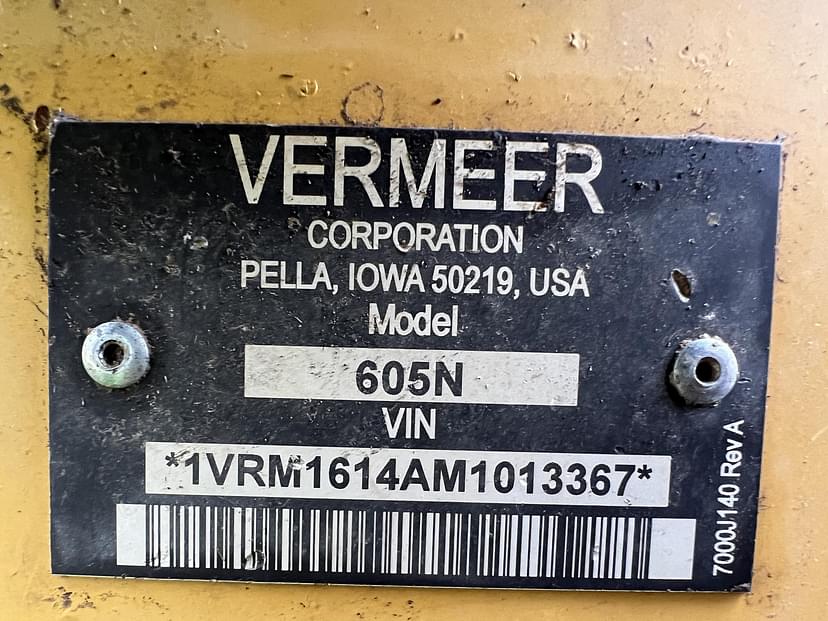 VERMEER
CORPORATION
PELLA, IOWA 50219, USA
Model
605N
VIN
*1VRM1614AM1013367*
7000J140 Rev A